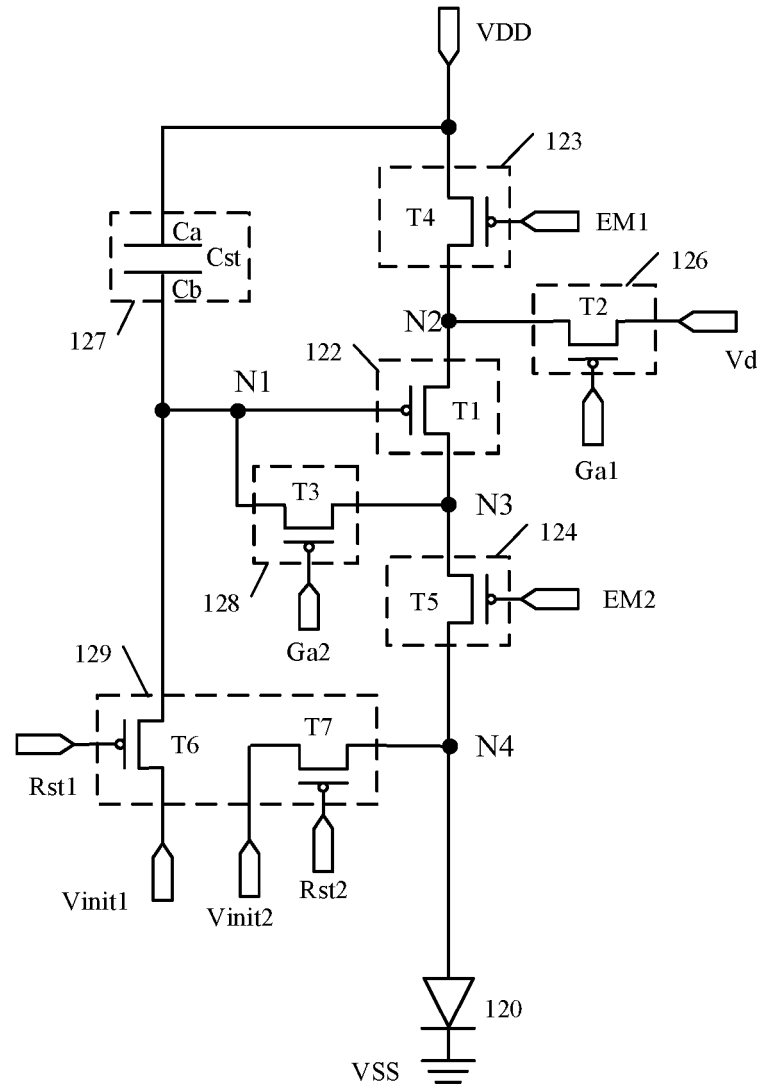 VDD
123
T4
EM1
Ca
Cst
Cb
126
T2
N2
127
122
Vd
N1
T1
Ga1
T3
N3
124
128
T5
EM2
Ga2
129
T7
T6
N4
Rst1
Rst2
Vinit1
Vinit2
120
VSS